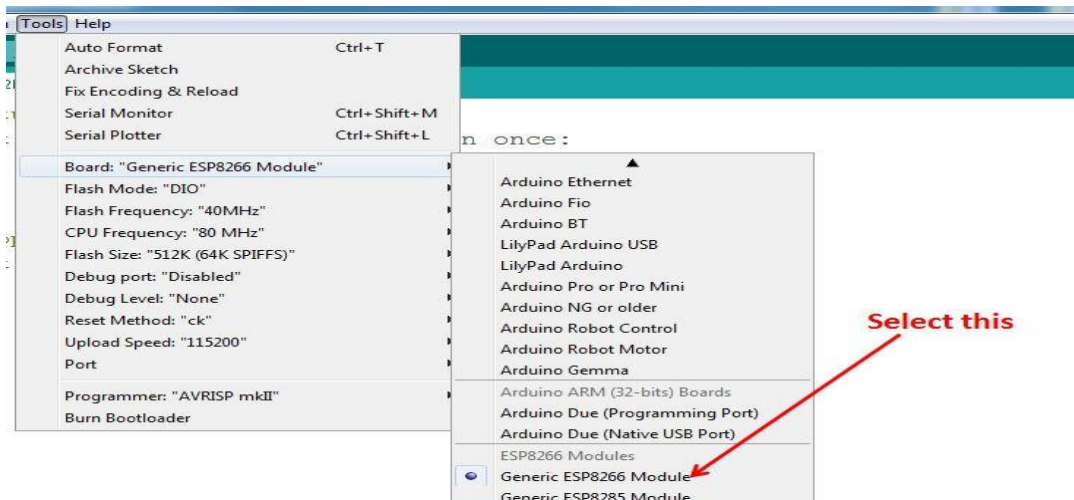 Tools Help
Auto Format Ctrl+T
Archive Sketch
Fix Encoding & Reload
Serial Monitor Ctrl+Shift+M
Serial Plotter Ctrl+Shift+L
n once:
Board: "Generic ESP8266 Module"
Flash Mode: "DIO"
Flash Frequency: "40MHz"
CPU Frequency: "80 MHz"
Flash Size: "512K (64K SPIFFS)"
Debug port: "Disabled"
Debug Level: "None"
Reset Method: "ck"
Upload Speed: "115200"
Port
Programmer: "AVRISP mkII"
Burn Bootloader
Arduino Ethernet
Arduino Fio
Arduino BT
LilyPad Arduino USB
LilyPad Arduino
Arduino Pro or Pro Mini
Arduino NG or older
Arduino Robot Control
Arduino Robot Motor
Arduino Gemma
Arduino ARM (32-bits) Boards
Arduino Due (Programming Port)
Arduino Due (Native USB Port)
ESP8266 Modules
Generic ESP8266 Module
Generic ESP8285 Module
Select this